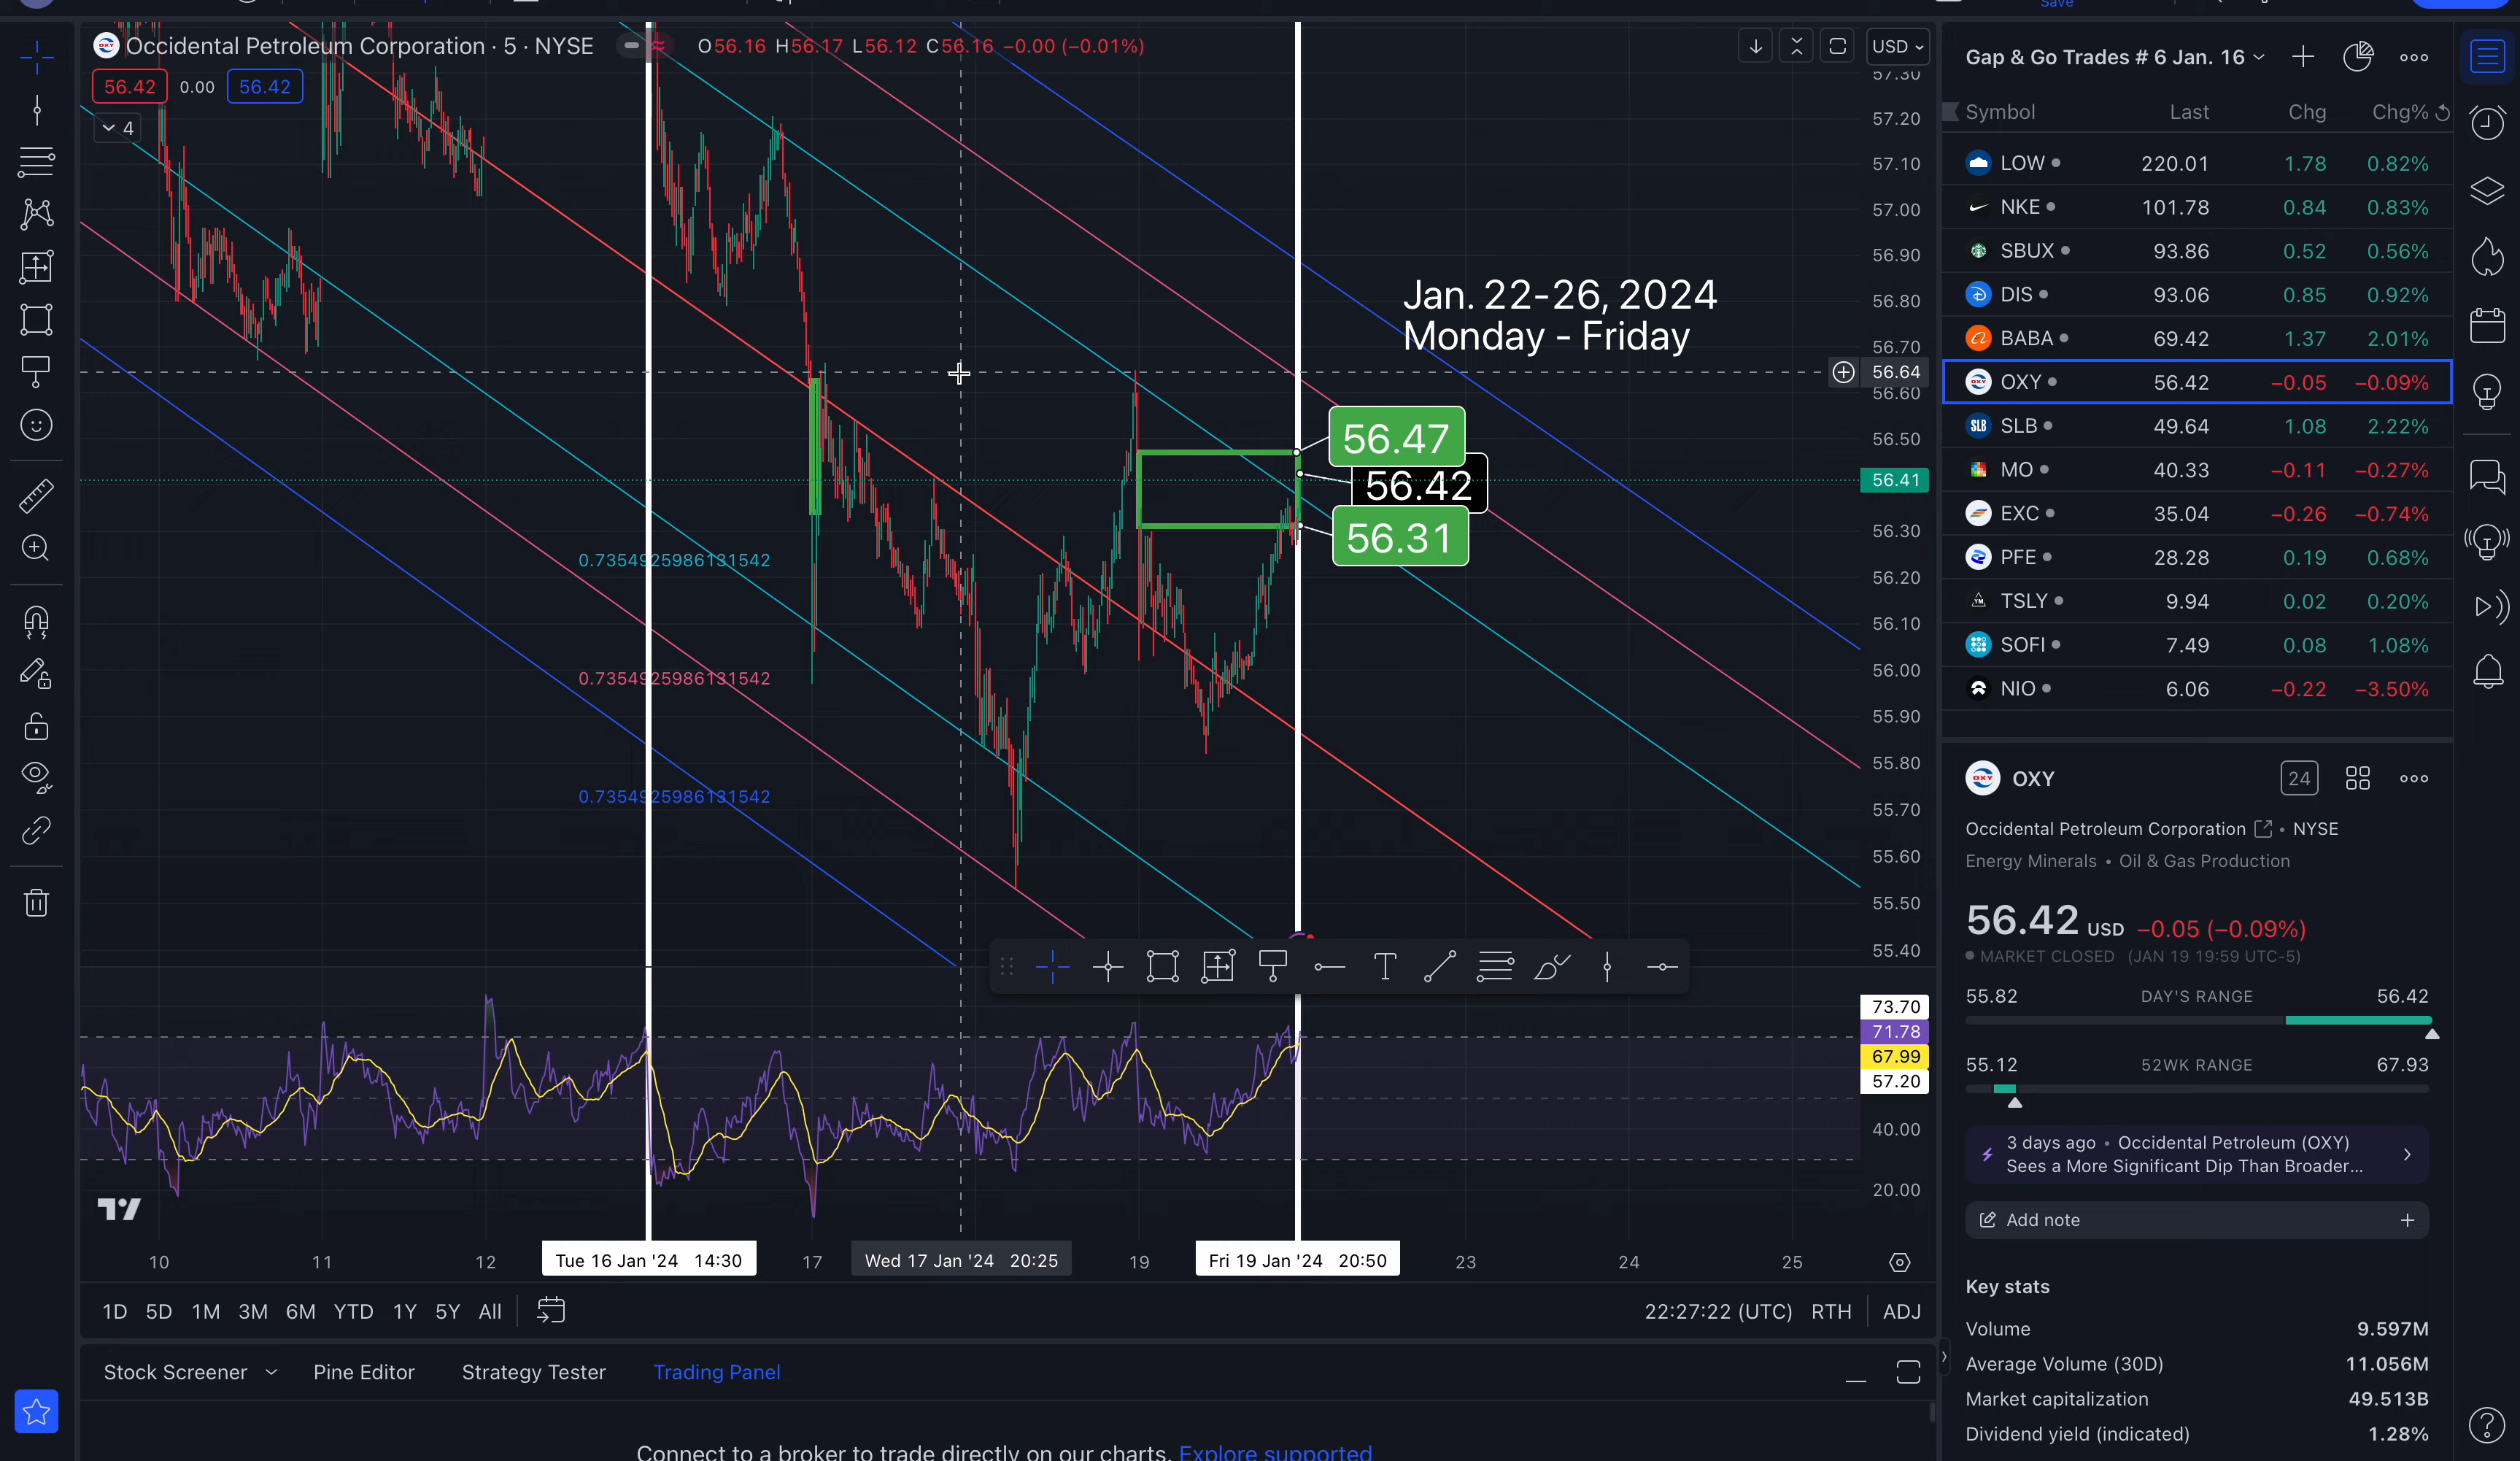 Save
Occidental Petroleum Corporation · 5 · NYSE
O56.16 H56.17 L56.12 C56.16 −0.00 (−0.01%)
USD
56.42 0.00 56.42
4
57.30
57.20
57.10
57.00
56.90
56.80
56.70
56.64
56.60
56.50
56.41
56.30
56.20
56.10
56.00
55.90
55.80
55.70
55.60
55.50
55.40
Jan. 22-26, 2024
Monday - Friday
56.47
56.42
56.31
0.7354925986131542
0.7354925986131542
0.7354925986131542
73.70
71.78
67.99
57.20
40.00
20.00
10 11 12 Tue 16 Jan '24 14:30 17 Wed 17 Jan '24 20:25 19 Fri 19 Jan '24 20:50 23 24 25
1D 5D 1M 3M 6M YTD 1Y 5Y All
22:27:22 (UTC) RTH ADJ
Stock Screener Pine Editor Strategy Tester Trading Panel
Connect to a broker to trade directly on our charts. Explore supported
Gap & Go Trades # 6 Jan. 16
Symbol Last Chg Chg%
LOW 220.01 1.78 0.82%
NKE 101.78 0.84 0.83%
SBUX 93.86 0.52 0.56%
DIS 93.06 0.85 0.92%
BABA 69.42 1.37 2.01%
OXY 56.42 −0.05 −0.09%
SLB 49.64 1.08 2.22%
MO 40.33 −0.11 −0.27%
EXC 35.04 −0.26 −0.74%
PFE 28.28 0.19 0.68%
TSLY 9.94 0.02 0.20%
SOFI 7.49 0.08 1.08%
NIO 6.06 −0.22 −3.50%
OXY
24
Occidental Petroleum Corporation • NYSE
Energy Minerals • Oil & Gas Production
56.42 USD −0.05 (−0.09%)
MARKET CLOSED (JAN 19 19:59 UTC-5)
55.82 DAY'S RANGE 56.42
55.12 52WK RANGE 67.93
3 days ago • Occidental Petroleum (OXY)
Sees a More Significant Dip Than Broader...
Add note
Key stats
Volume 9.597M
Average Volume (30D) 11.056M
Market capitalization 49.513B
Dividend yield (indicated) 1.28%